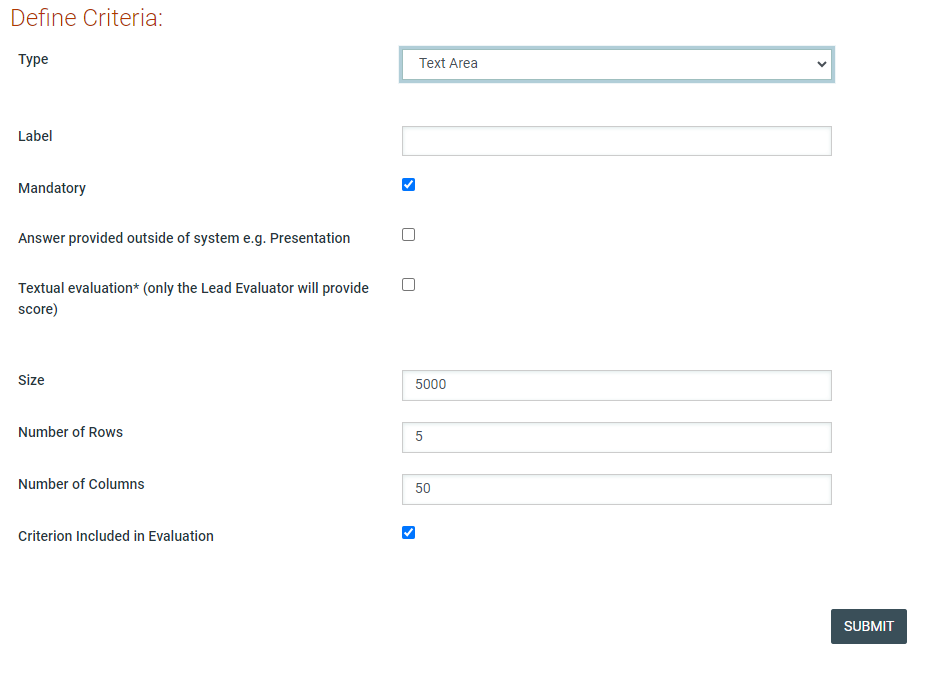 Define Criteria:
Type
Text Area
Label
Mandatory
Answer provided outside of system e.g. Presentation
Textual evaluation* (only the Lead Evaluator will provide
score)
Size
5000
Number of Rows
5
Number of Columns
50
Criterion Included in Evaluation
SUBMIT